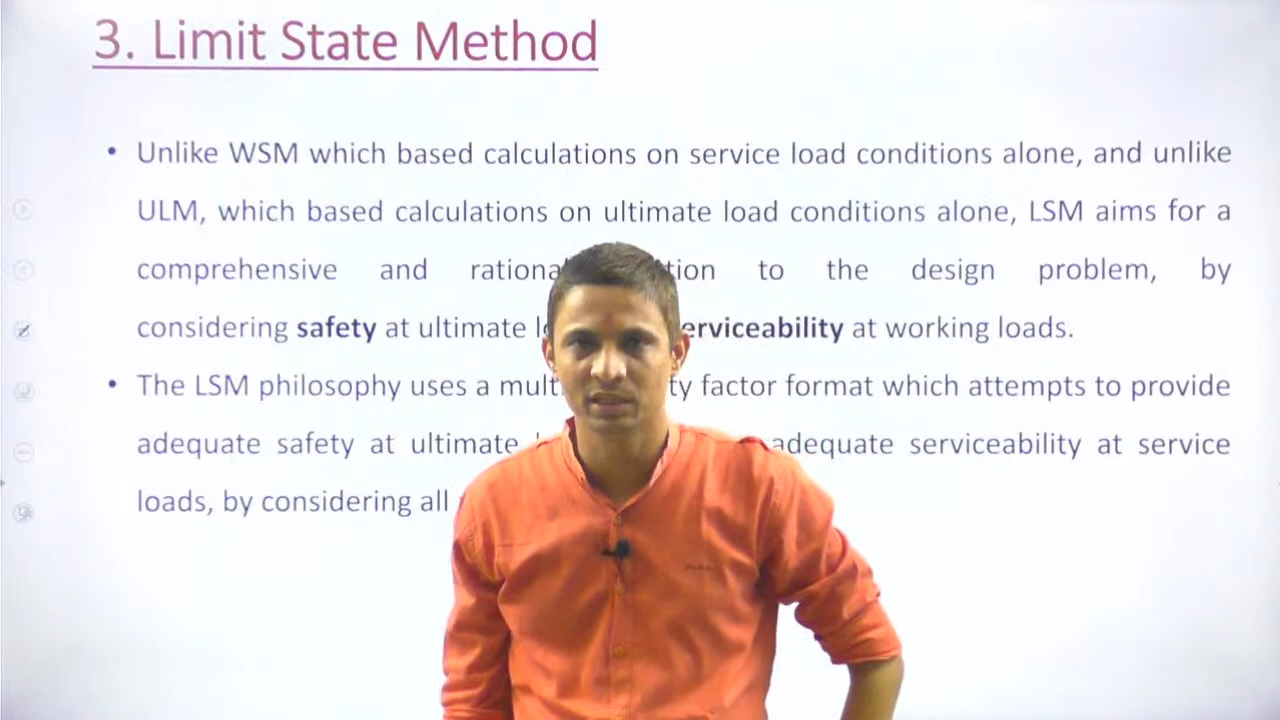 3. Limit State Method
• Unlike WSM which based calculations on service load conditions alone, and unlike
ULM, which based calculations on ultimate load conditions alone, LSM aims for a
comprehensive and to the design problem, by
considering safety at ultimate at working loads.
• The LSM philosophy uses a factor format which attempts to provide
adequate safety at ultimate adequate serviceability at service
loads, by considering all